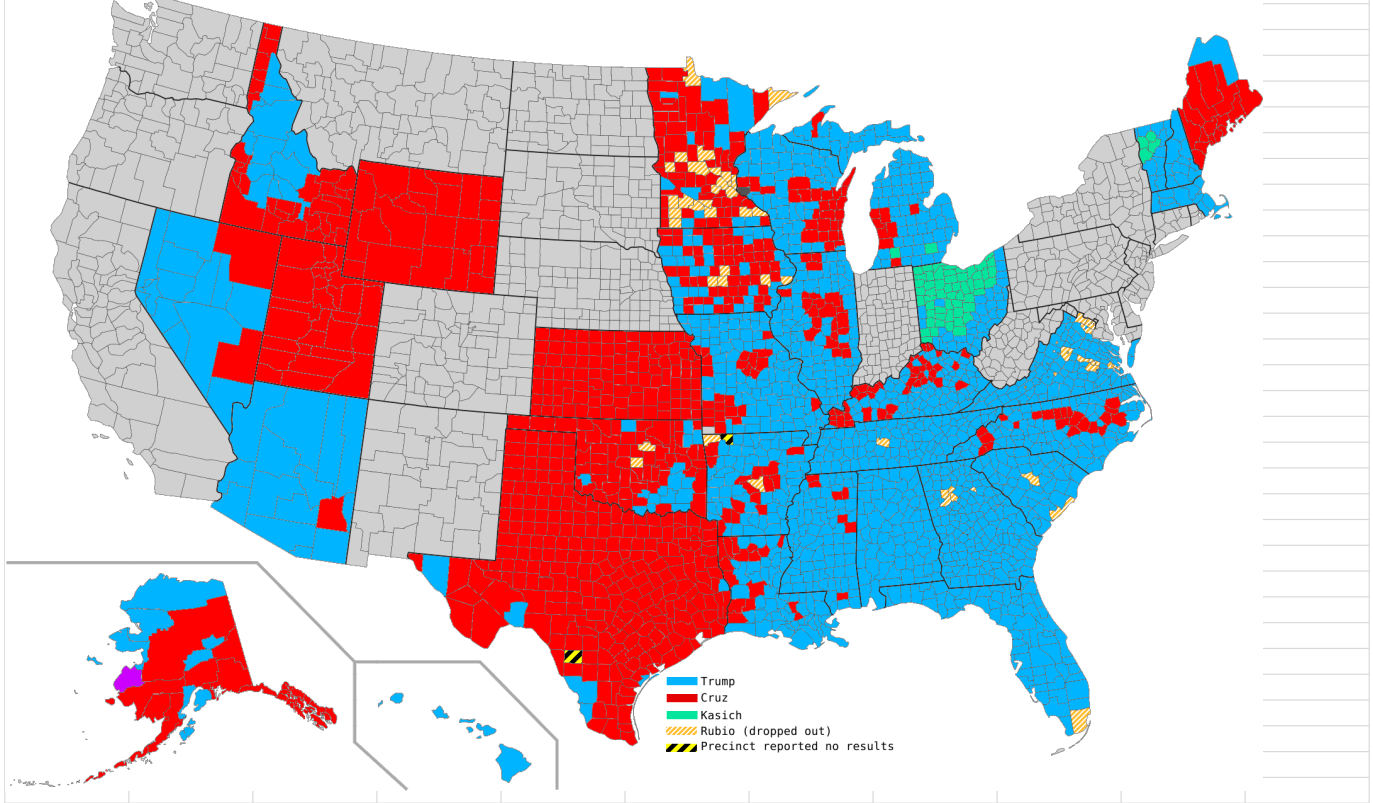 Trump
Cruz
Kasich
Rubio (dropped out)
Precinct reported no results